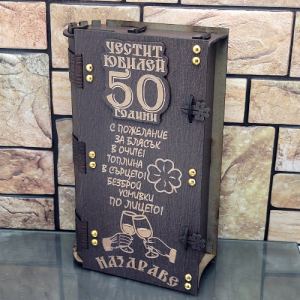 ЧЕСТИТ
ЮБИЛЕЙ
50
ГОДИНИ
С ПОЖЕЛАНИЕ
ЗА БЛЯСЪК
В ОЧИТЕ!
ТОПЛИНА
В СЪРЦЕТО!
БЕЗБРОЙ
УСМИВКИ
ПО ЛИЦЕТО!
НАЗДРАВЕ